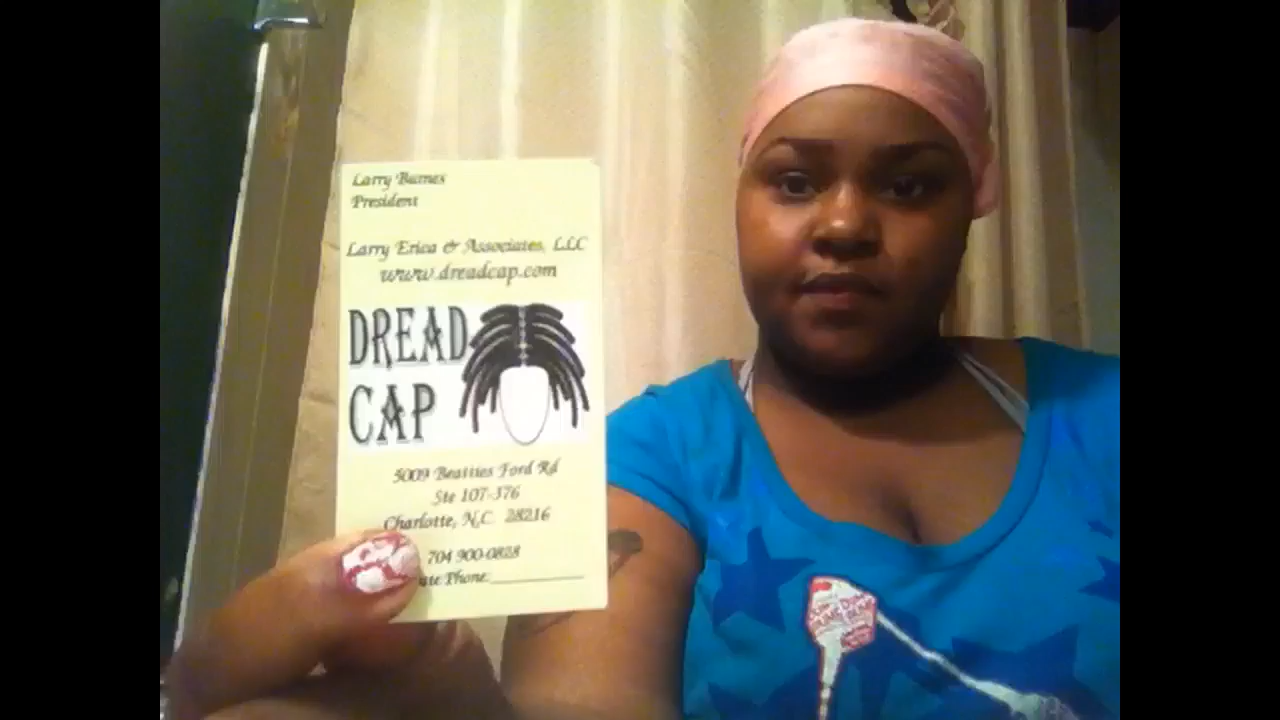 Larry Barnes
President
Larry Erica & Associates, LLC
www.dreadcap.com
DREAD
CAP
5009 Beatties Ford Rd
Ste 107-376
Charlotte, N.C. 28216
704 900-0828
Phone: